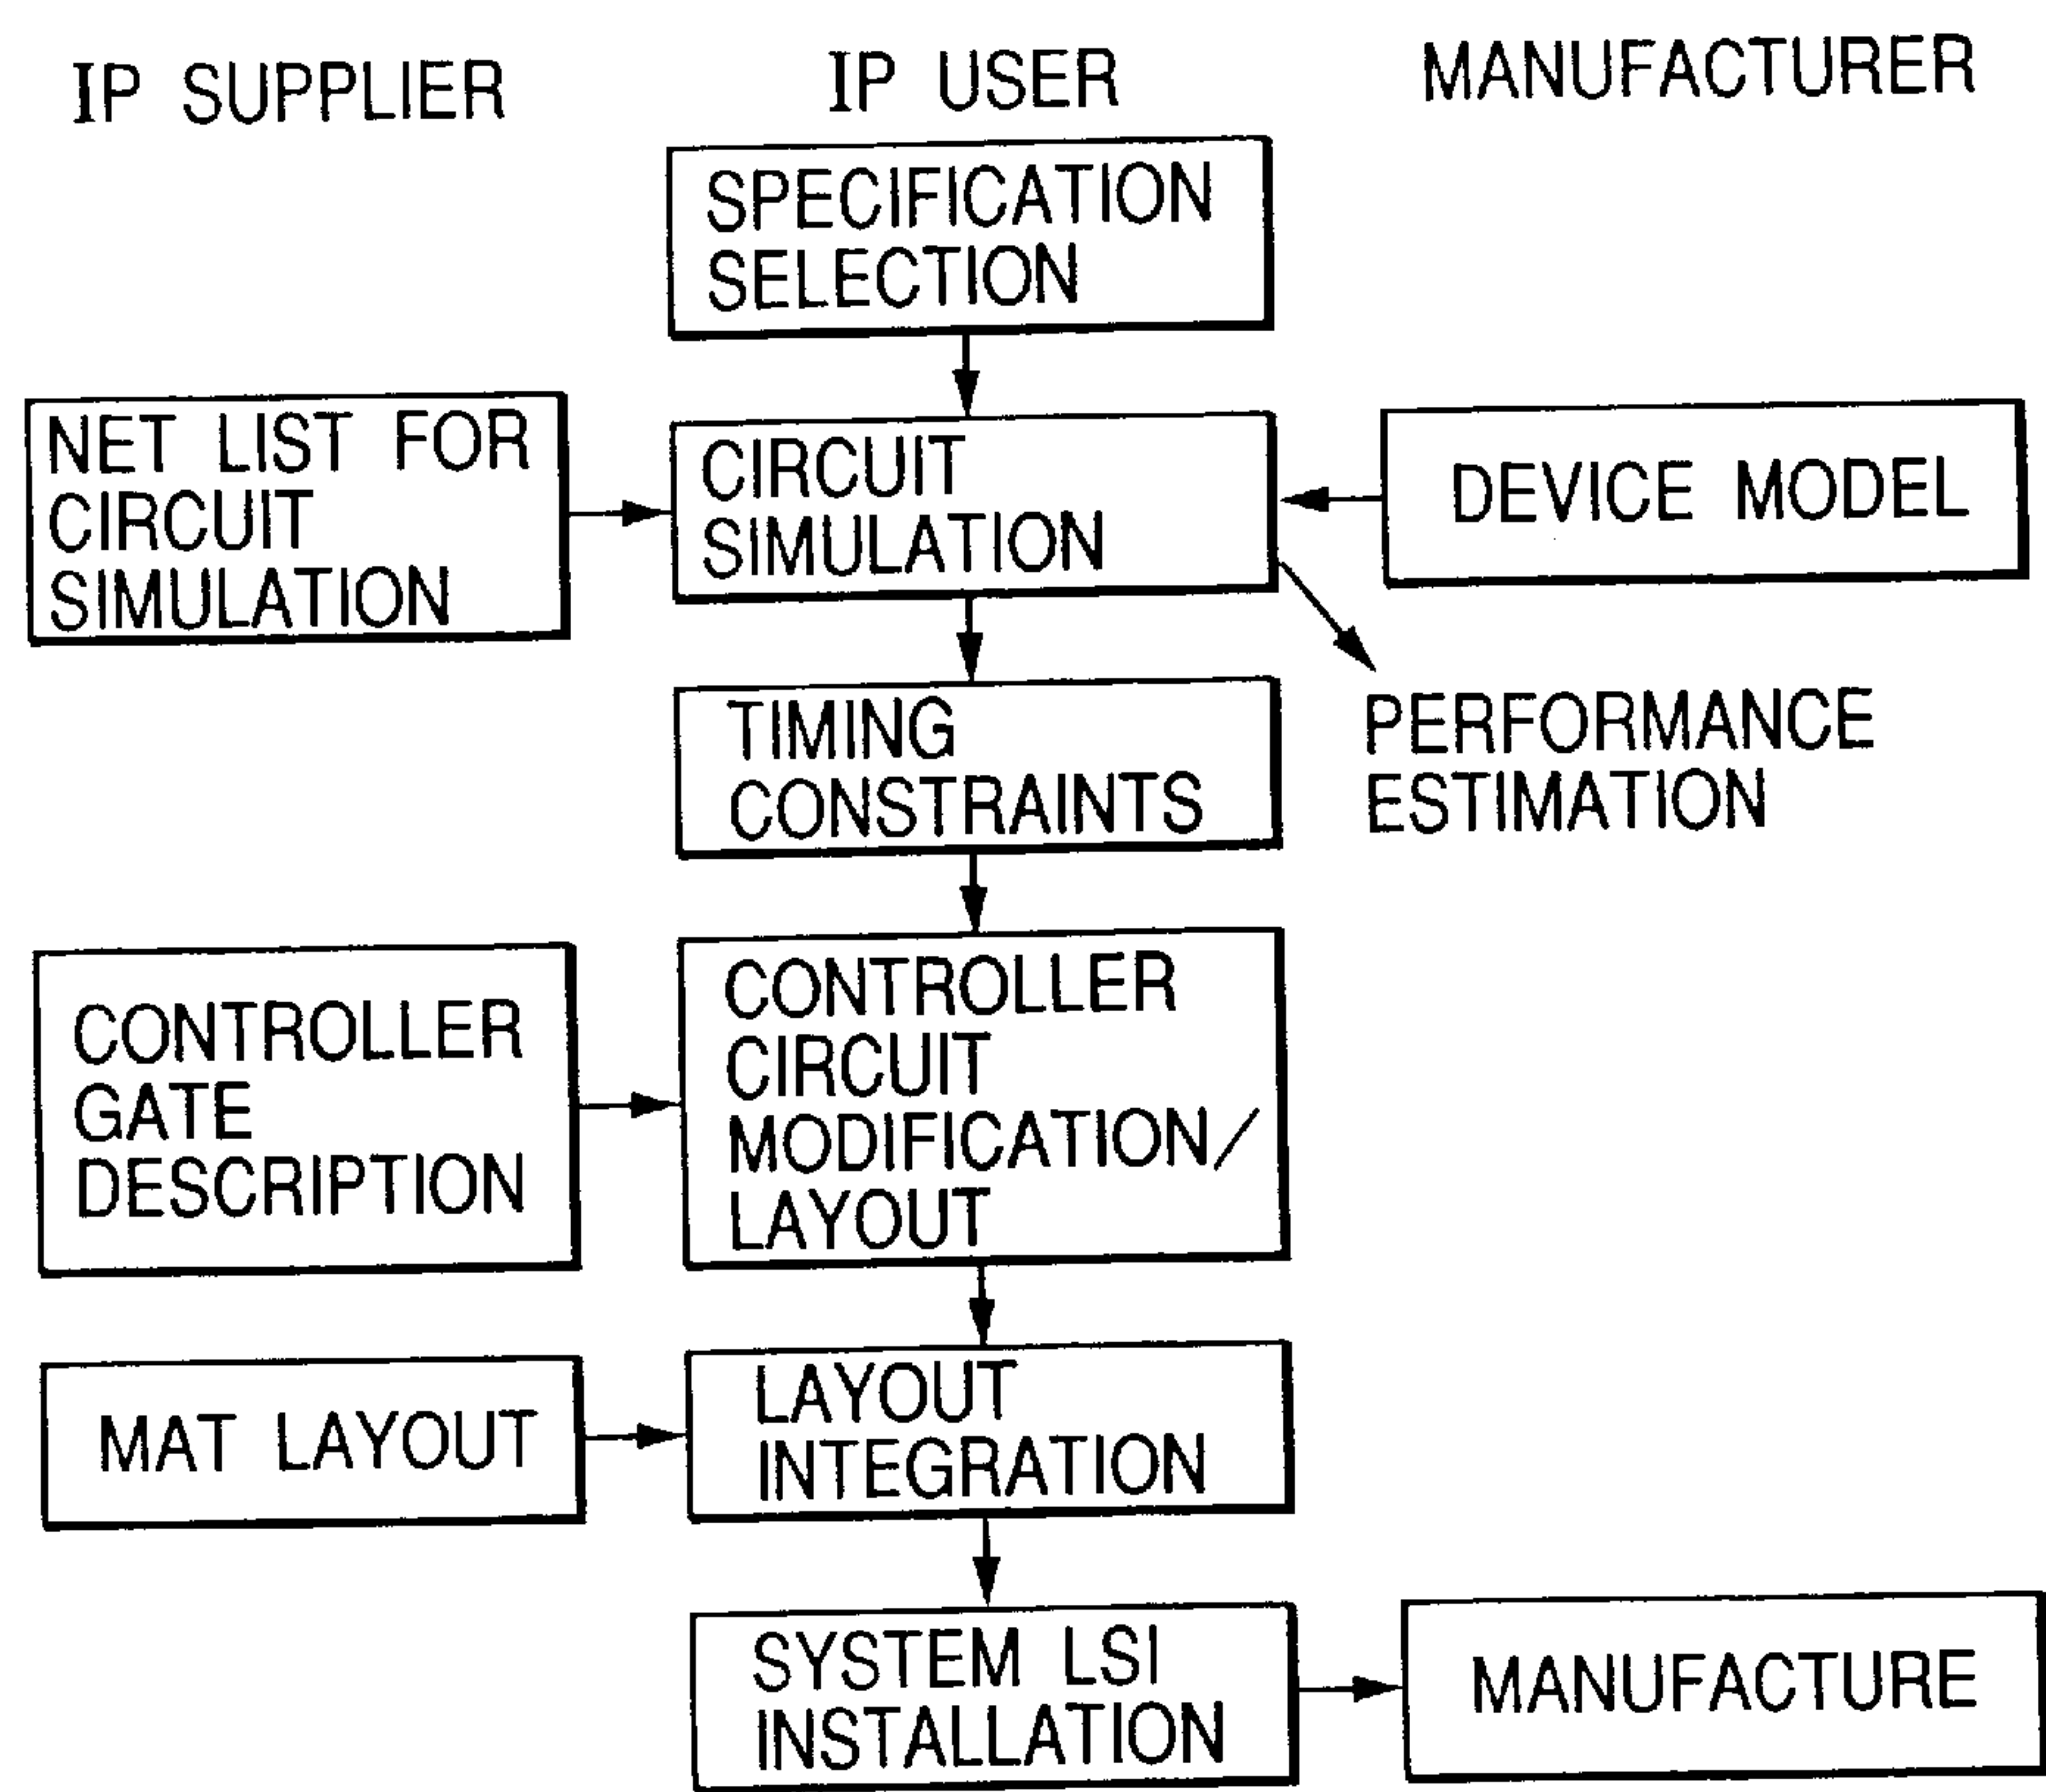 IP SUPPLIER
IP USER
MANUFACTURER
SPECIFICATION
SELECTION
NET LIST FOR
CIRCUIT
SIMULATION
CIRCUIT
SIMULATION
DEVICE MODEL
TIMING
CONSTRAINTS
PERFORMANCE
ESTIMATION
CONTROLLER
GATE
DESCRIPTION
CONTROLLER
CIRCUIT
MODIFICATION/
LAYOUT
MAT LAYOUT
LAYOUT
INTEGRATION
SYSTEM LSI
INSTALLATION
MANUFACTURE